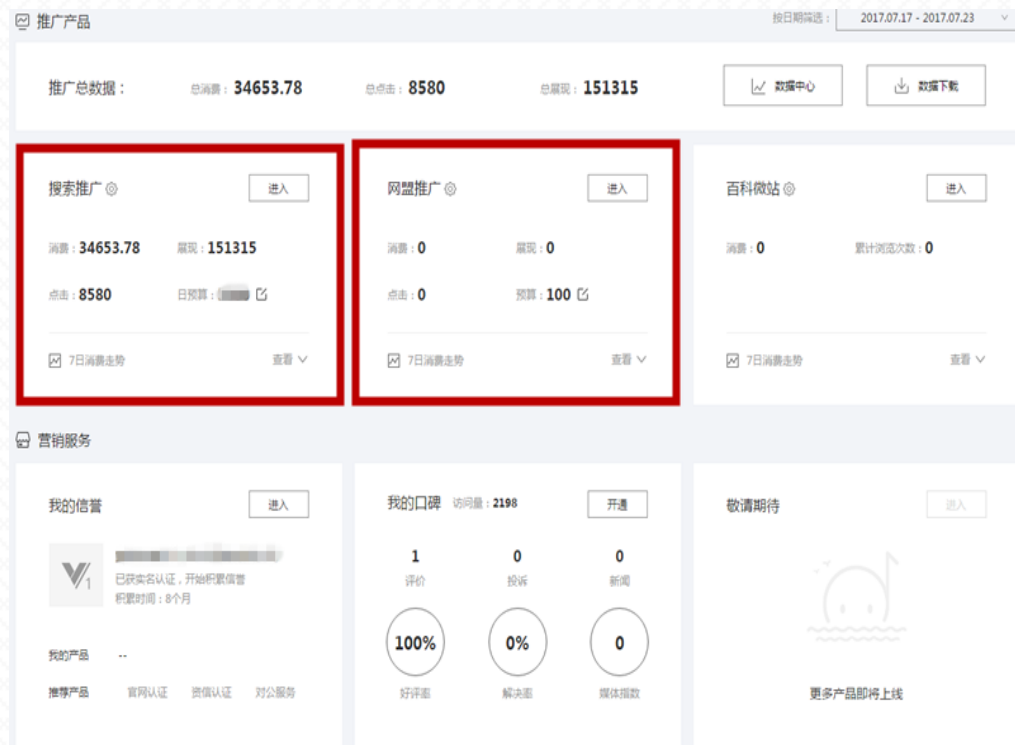 推广产品
按日期筛选： 2017.07.17 - 2017.07.23
推广总数据： 总消费：34653.78 总点击：8580 总展现：151315 数据中心 数据下载
搜索推广 进入
消费：34653.78 展现：151315
点击：8580 日预算：
7日消费走势 查看
网盟推广 进入
消费：0 展现：0
点击：0 预算：100
7日消费走势 查看
百科微站 进入
消费：0 累计浏览次数：0
7日消费走势 查看
营销服务
我的信誉 进入
V1
已获实名认证，开始积累信誉
积累时间：8个月
我的产品 --
推荐产品 官网认证 资信认证 对公服务
我的口碑 访问量：2198 开通
1 0 0
评价 投诉 新闻
100% 0% 0
好评率 解决率 媒体指数
敬请期待 进入
更多产品即将上线